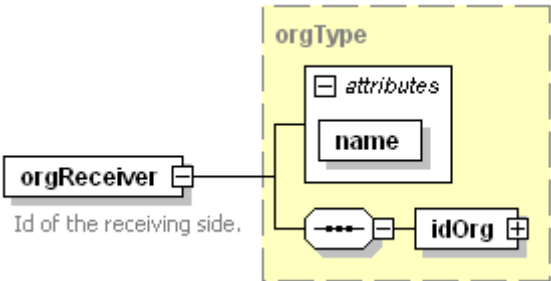 orgType
attributes
name
orgReceiver
Id of the receiving side.
idOrg